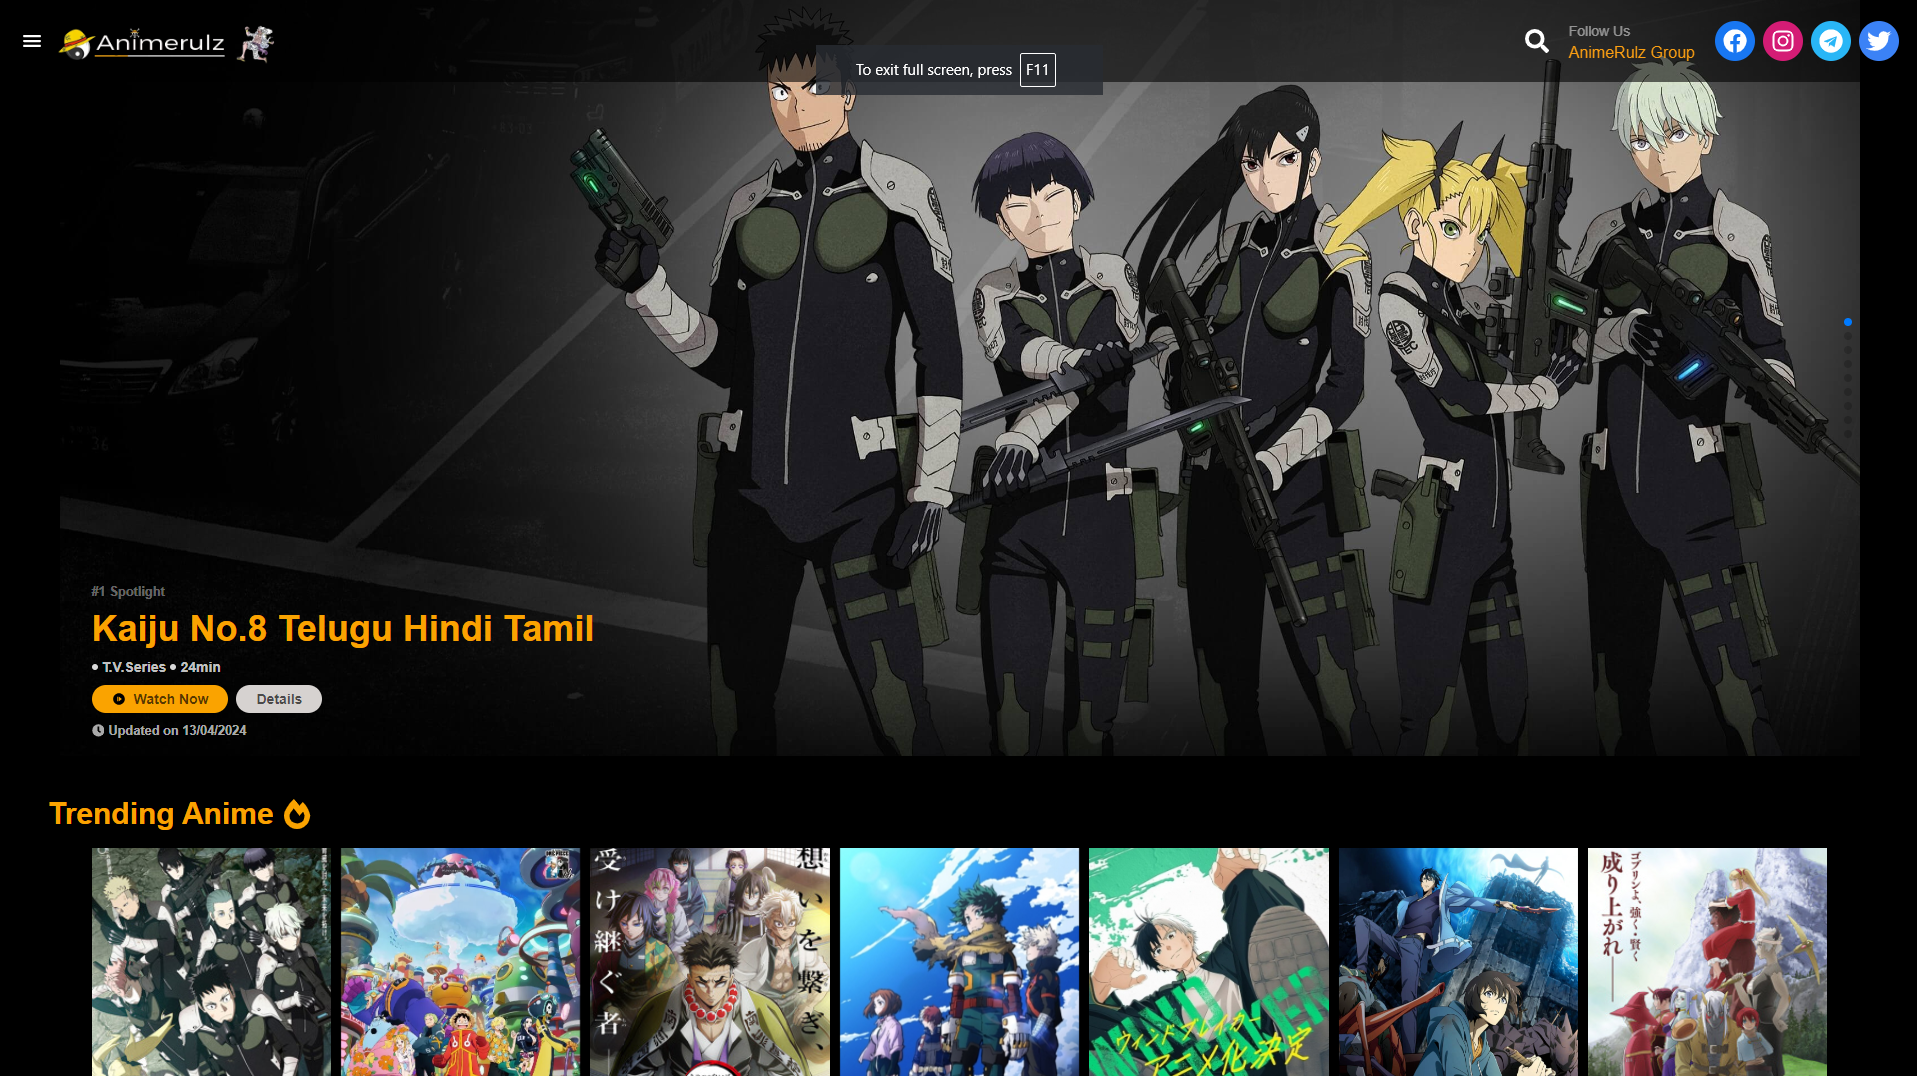 Animerulz
To exit full screen, press F11
Follow Us
AnimeRulz Group
#1 Spotlight
Kaiju No.8 Telugu Hindi Tamil
• T.V.Series • 24min
Watch Now
Details
Updated on 13/04/2024
Trending Anime
想いを繋ぎ、
受け継ぐ者
ウィンドブレイカー
アニメ化決定
ゴブリンよ、強く、賢く
成り上がれ